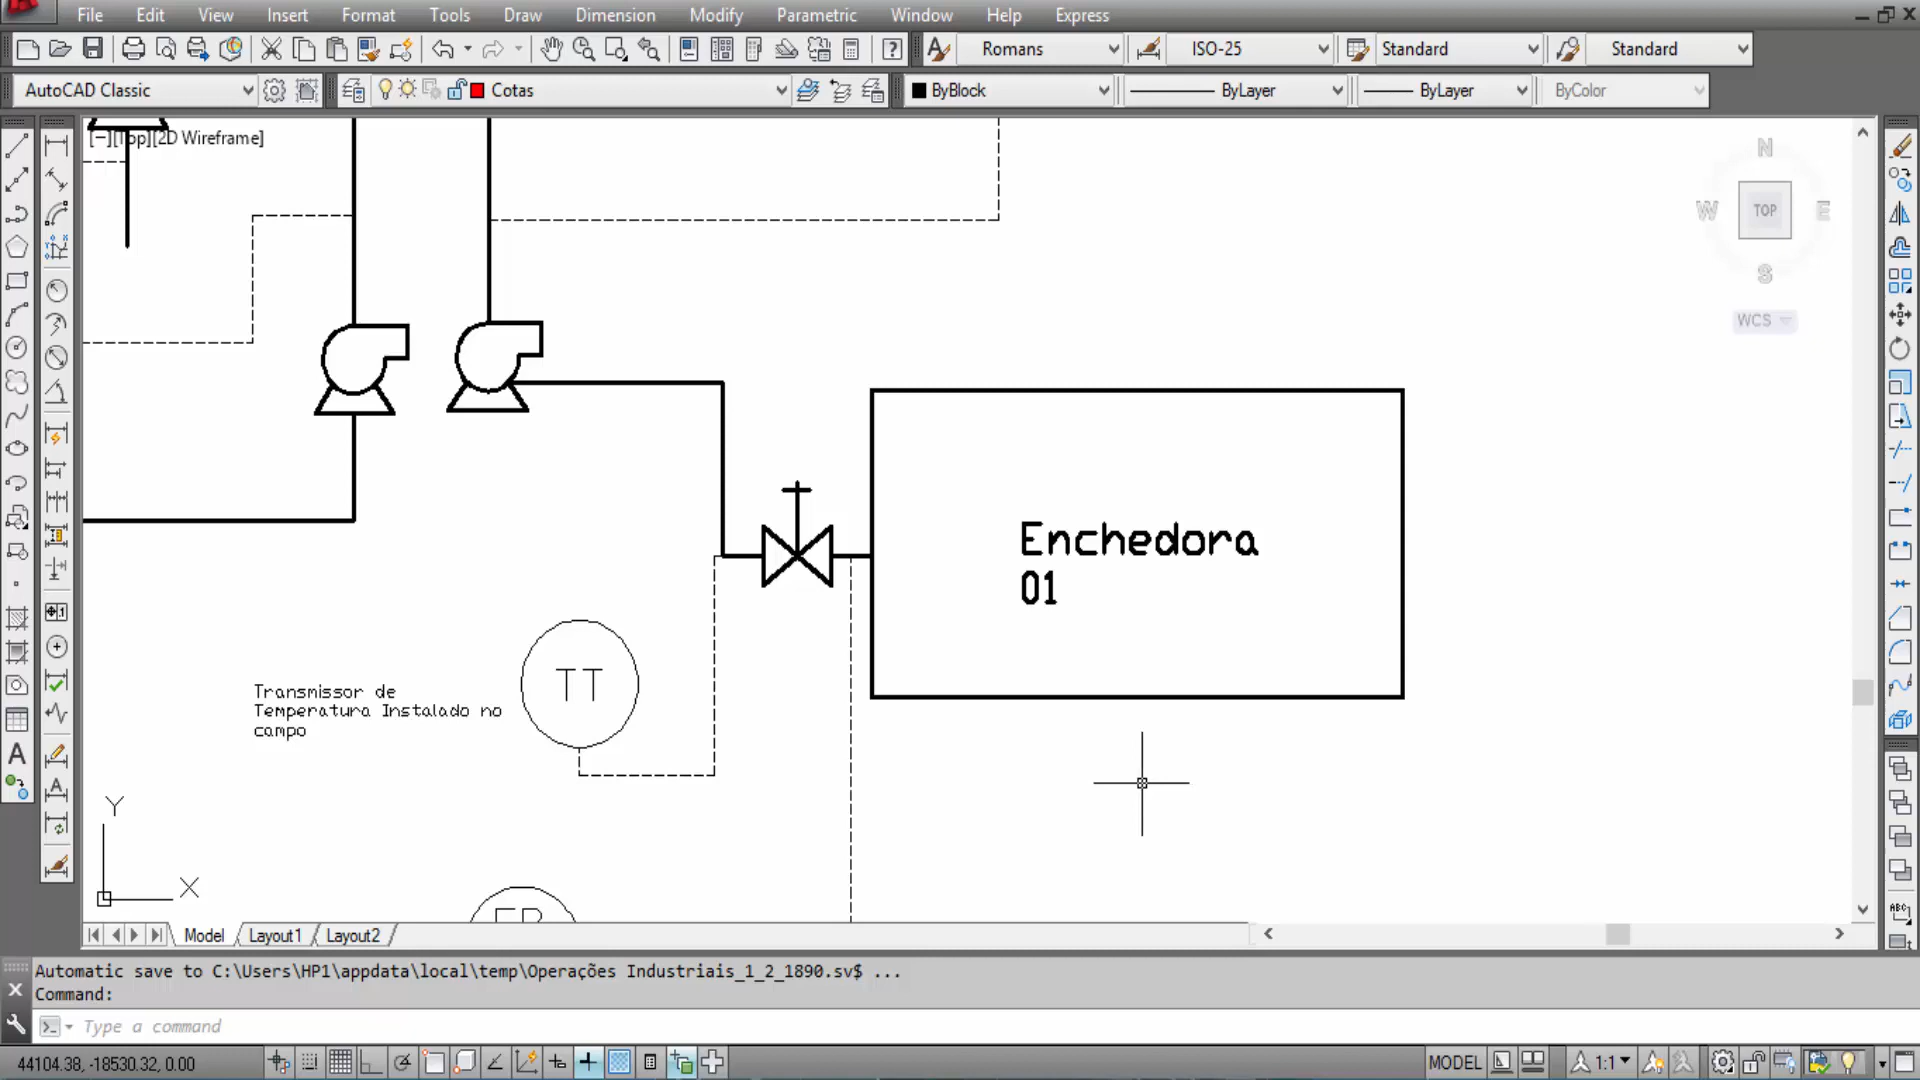 File Edit View Insert Format Tools Draw Dimension Modify Parametric Window Help Express
Romans ISO-25 Standard Standard
AutoCAD Classic Cotas ByBlock ByLayer ByLayer ByColor
[−][Top][2D Wireframe]
N
W TOP E
S
WCS
Enchedora
01
TT
Transmissor de
Temperatura Instalado no
campo
Y
X
Model Layout1 Layout2
Automatic save to C:\Users\HP1\appdata\local\temp\Operações Industriais_1_2_1890.sv$ ...
Command:
Type a command
44104.38, -18530.32, 0.00 MODEL 1:1